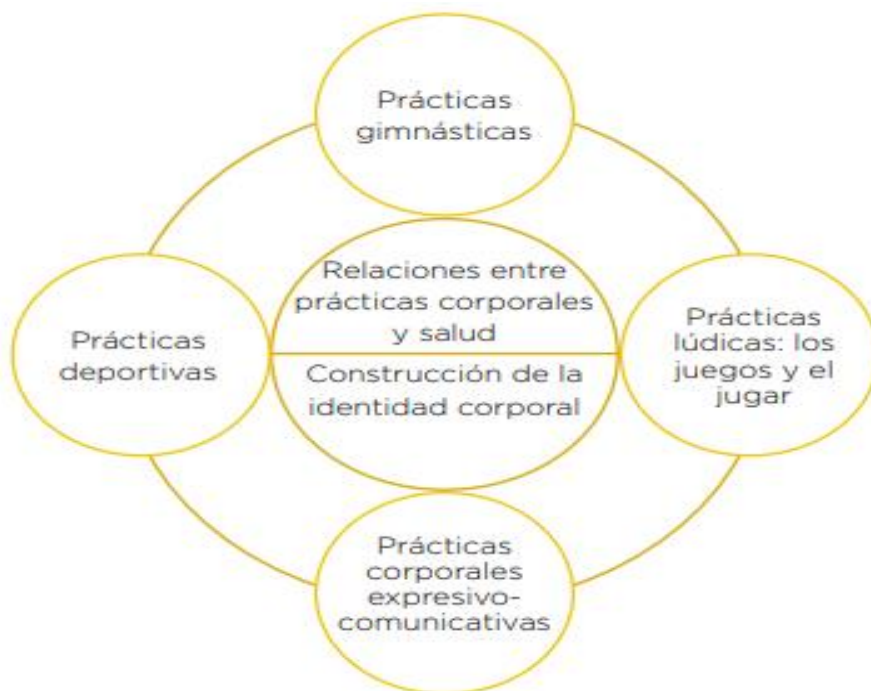 Prácticas
gimnásticas
Relaciones entre
prácticas corporales
y salud
Construcción de la
identidad corporal
Prácticas
deportivas
Prácticas
lúdicas: los
juegos y el
jugar
Prácticas
corporales
expresivo-
comunicativas